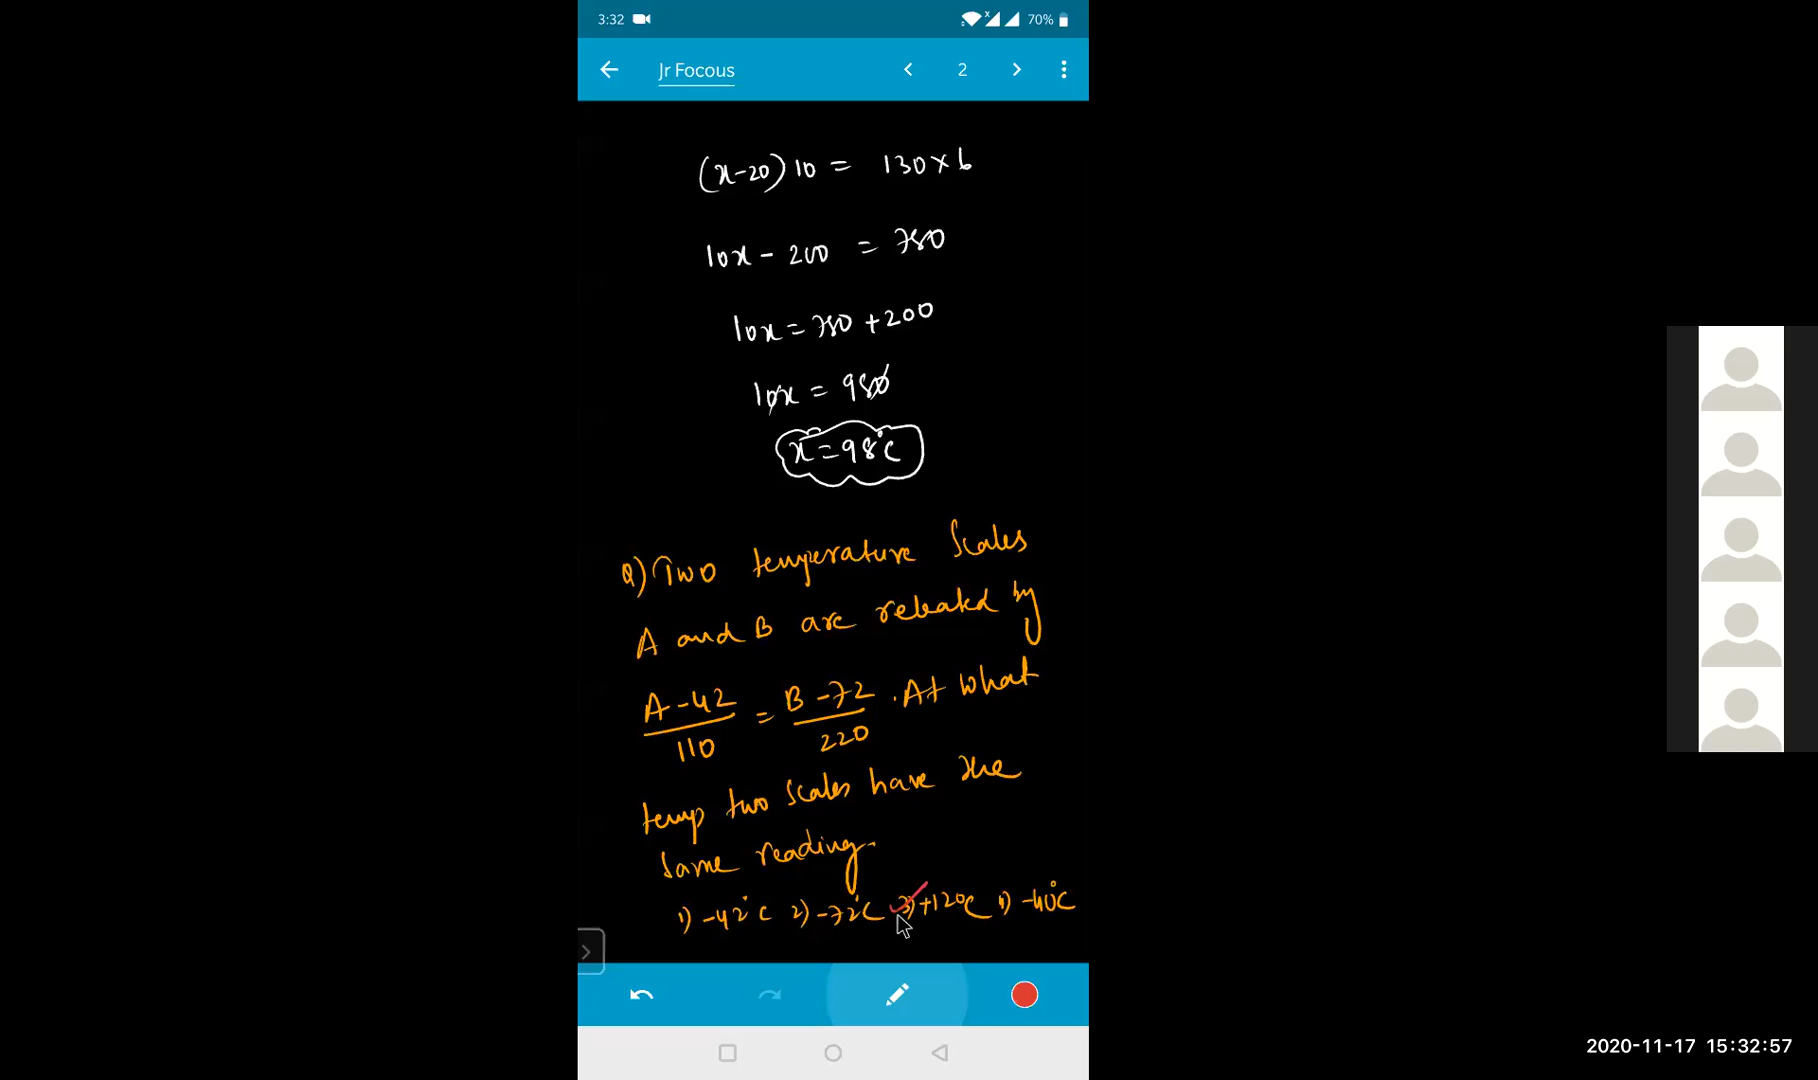 3:32
70%
Jr Focous
2
(x-20) 10 = 130×6
10x - 200 = 780
10x = 780 + 200
10x = 980
x = 98°C
Q) Two temperature Scales
A and B are releatd by
A-42/110 = B-72/220 . At what
temp two Scales have the
Same reading.
1) -42°C 2) -72°C 3) +120°C 4) -40°C
2020-11-17 15:32:57